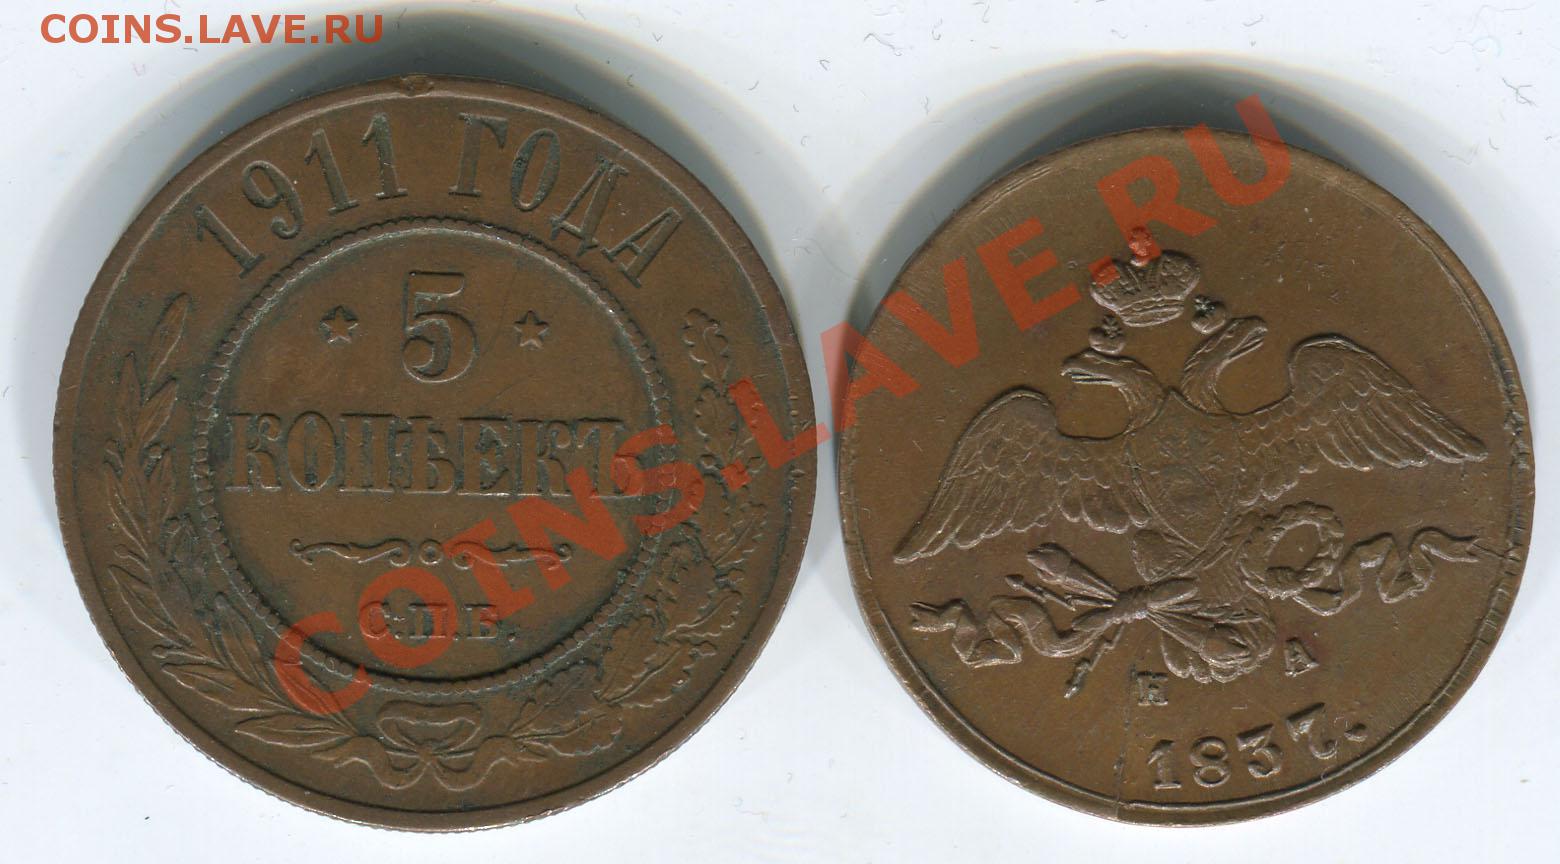 COINS.LAVE.RU
1911 ГОДА
5
КОПѢЕКЪ
С.П.Б.
Н А
1837.
COINS.LAVE.RU